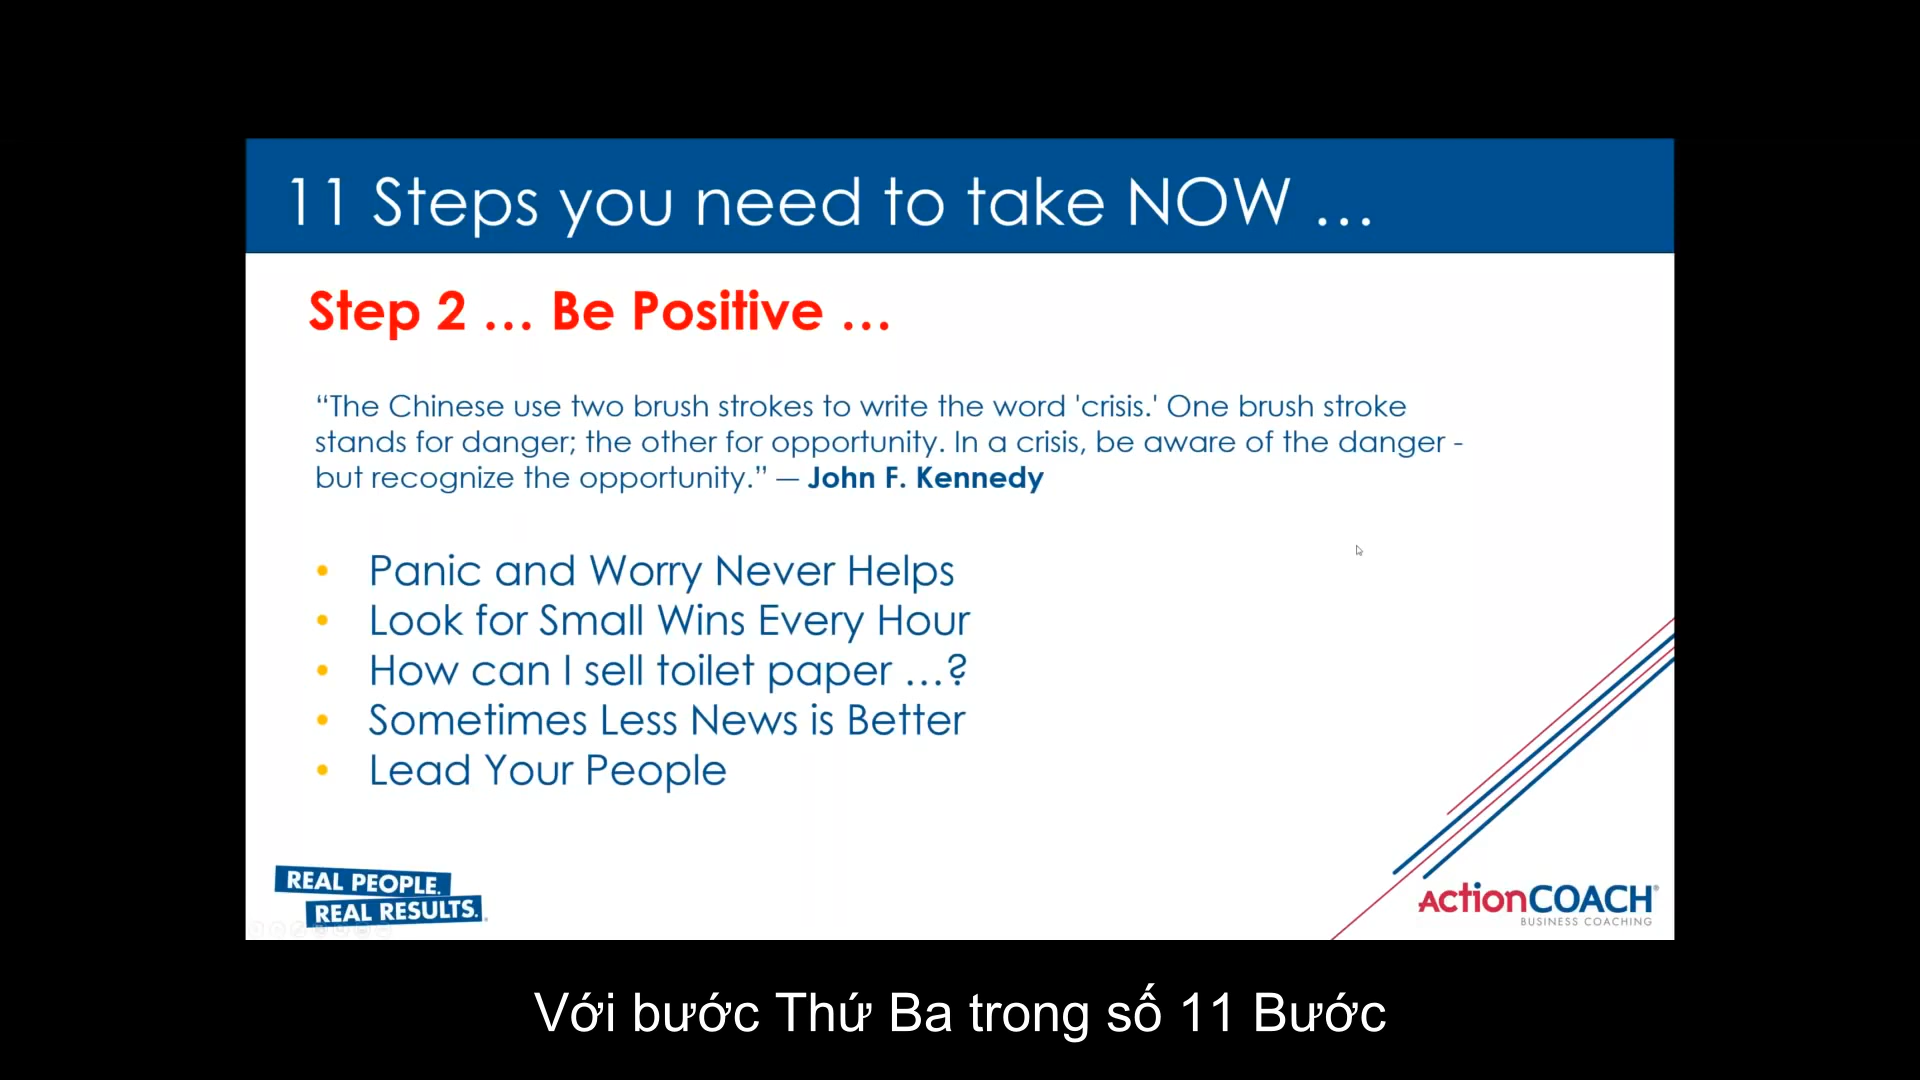 11 Steps you need to take NOW ...
Step 2 ... Be Positive ...
“The Chinese use two brush strokes to write the word 'crisis.' One brush stroke
stands for danger; the other for opportunity. In a crisis, be aware of the danger -
but recognize the opportunity.” — John F. Kennedy
• Panic and Worry Never Helps
• Look for Small Wins Every Hour
• How can I sell toilet paper ...?
• Sometimes Less News is Better
• Lead Your People
REAL PEOPLE.
REAL RESULTS.
ActionCOACH®
BUSINESS COACHING
Với bước Thứ Ba trong số 11 Bước